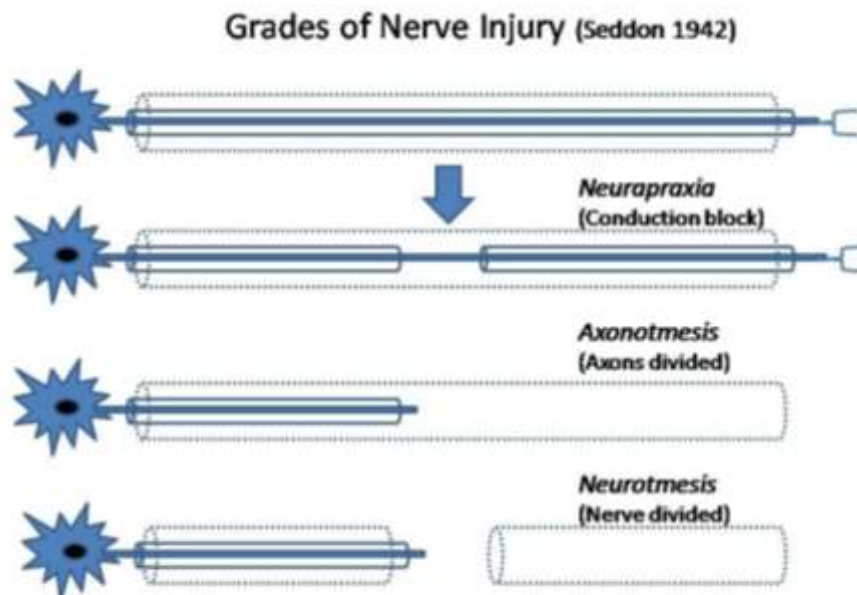 Grades of Nerve Injury (Seddon 1942)
Neurapraxia
(Conduction block)
Axonotmesis
(Axons divided)
Neurotmesis
(Nerve divided)